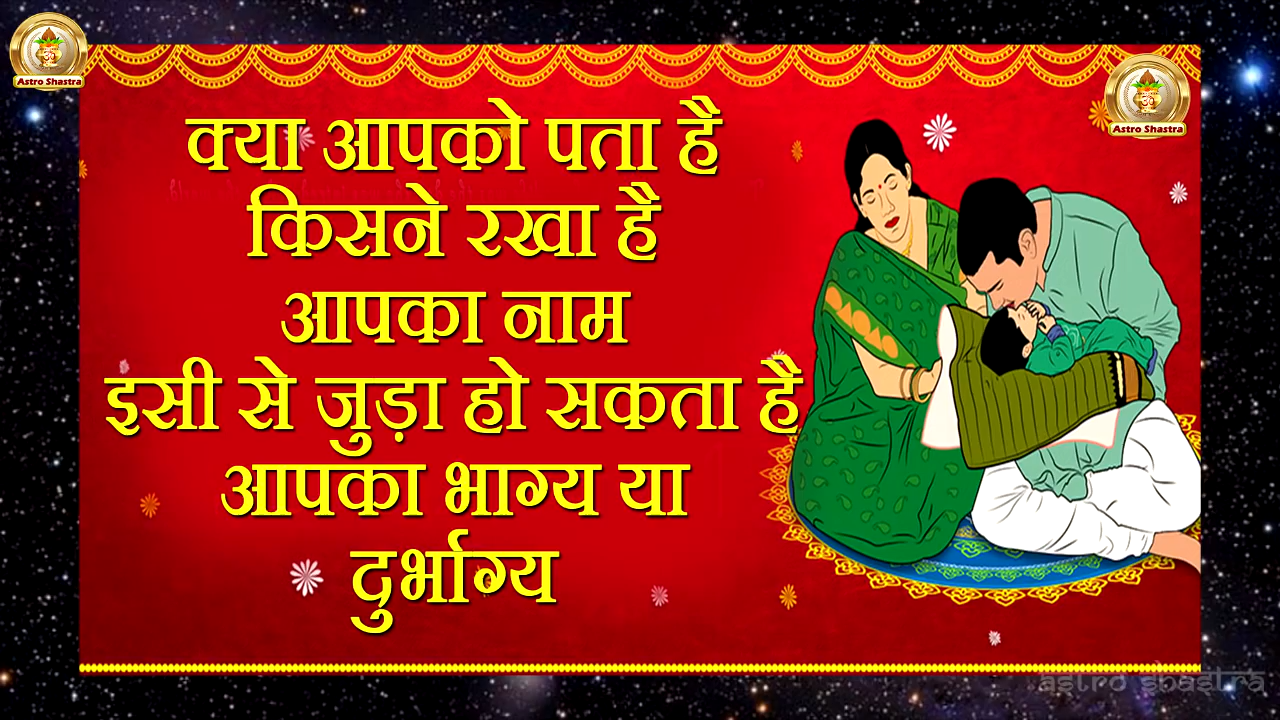 Astro Shastra
Astro Shastra
क्या आपको पता है
किसने रखा है
आपका नाम
इसी से जुड़ा हो सकता है
आपका भाग्य या
दुर्भाग्य
astro shastra